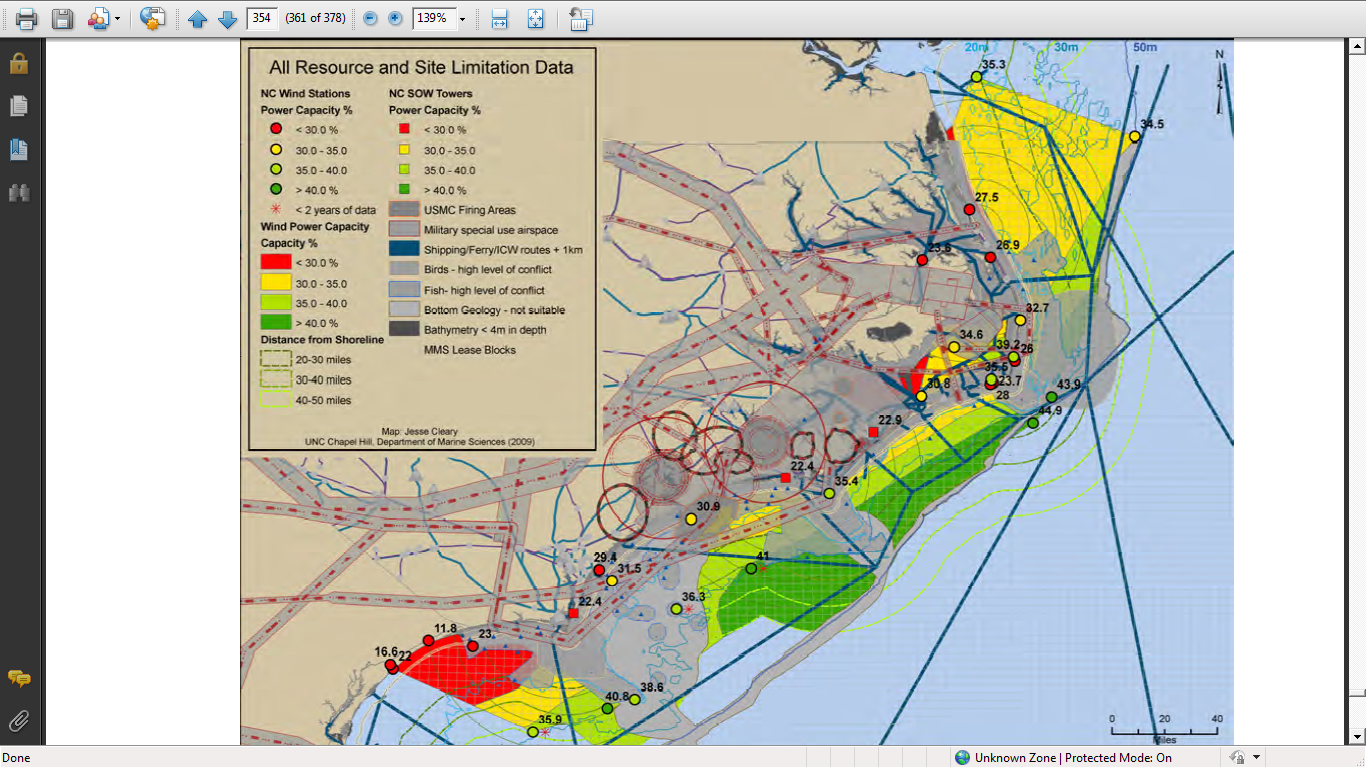 354
(361 of 378)
139%
All Resource and Site Limitation Data
NC Wind Stations
Power Capacity %
< 30.0 %
30.0 - 35.0
35.0 - 40.0
> 40.0 %
< 2 years of data
Wind Power Capacity
Capacity %
< 30.0 %
30.0 - 35.0
35.0 - 40.0
> 40.0 %
Distance from Shoreline
20-30 miles
30-40 miles
40-50 miles
NC SOW Towers
Power Capacity %
< 30.0 %
30.0 - 35.0
35.0 - 40.0
> 40.0 %
USMC Firing Areas
Military special use airspace
Shipping/Ferry/ICW routes + 1km
Birds - high level of conflict
Fish- high level of conflict
Bottom Geology - not suitable
Bathymetry < 4m in depth
MMS Lease Blocks
Map: Jesse Cleary
UNC Chapel Hill, Department of Marine Sciences (2009)
20m
30m
50m
N
35.3
34.5
27.5
23.6
26.9
32.7
34.6
39.2
26
35.5
23.7
30.8
28
43.9
44.9
22.9
22.4
35.4
30.9
41
29.4
31.5
36.3
22.4
11.8
23
16.6
22
38.6
40.8
35.9
0 20 40
Miles
Done
Unknown Zone | Protected Mode: On